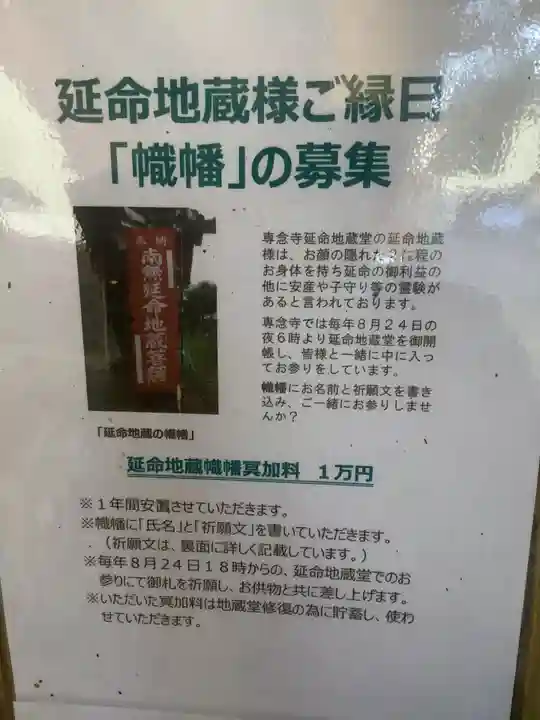 延命地蔵様ご縁日
「幟幡」の募集
奉納
南無延命地蔵菩薩
専念寺延命地蔵堂の延命地蔵
様は、お顔の隠れた
程の
お身体を持ち延命の御利益の
他に安産や子守り等の霊験が
あると言われております。
専念寺では毎年8月24日の
夜6時より延命地蔵堂を御開
帳し、皆様と一緒に中に入っ
てお参りをしています。
幟幡にお名前と祈願文を書き
込み、ご一緒にお参りしませ
んか？
「延命地蔵の幟幡」
延命地蔵幟幡冥加料　1万円
※1年間安置させていただきます。
※幟幡に「氏名」と「祈願文」を書いていただきます。
（祈願文は、裏面に詳しく記載しています。）
※毎年8月24日18時からの、延命地蔵堂でのお
参りにて御札を祈願し、お供物と共に差し上げます。
※いただいた冥加料は地蔵堂修復の為に貯蓄し、使わ
せていただきます。